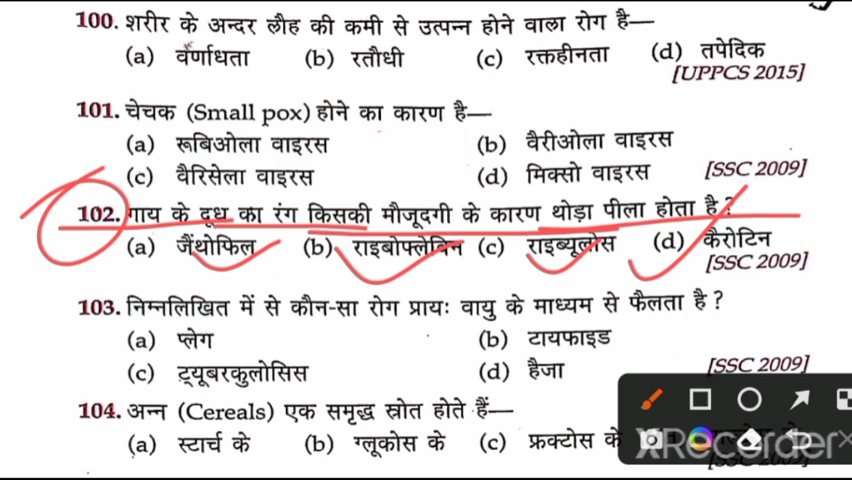 100. शरीर के अन्दर लौह की कमी से उत्पन्न होने वाला रोग है—
(a) वर्णाधता (b) रतौधी (c) रक्तहीनता (d) तपेदिक
[UPPCS 2015]
101. चेचक (Small pox) होने का कारण है—
(a) रूबिओला वाइरस (b) वैरीओला वाइरस
(c) वैरिसेला वाइरस (d) मिक्सो वाइरस [SSC 2009]
102. गाय के दूध का रंग किसकी मौजूदगी के कारण थोड़ा पीला होता है?
(a) जैंथोफिल (b) राइबोफ्लेबिन (c) राइब्यूलोस (d) कैरोटिन
[SSC 2009]
103. निम्नलिखित में से कौन-सा रोग प्रायः वायु के माध्यम से फैलता है?
(a) प्लेग (b) टायफाइड
(c) ट्यूबरकुलोसिस (d) हैजा [SSC 2009]
104. अन्न (Cereals) एक समृद्ध स्रोत होते हैं—
(a) स्टार्च के (b) ग्लूकोस के (c) फ्रक्टोस के
XRecorder